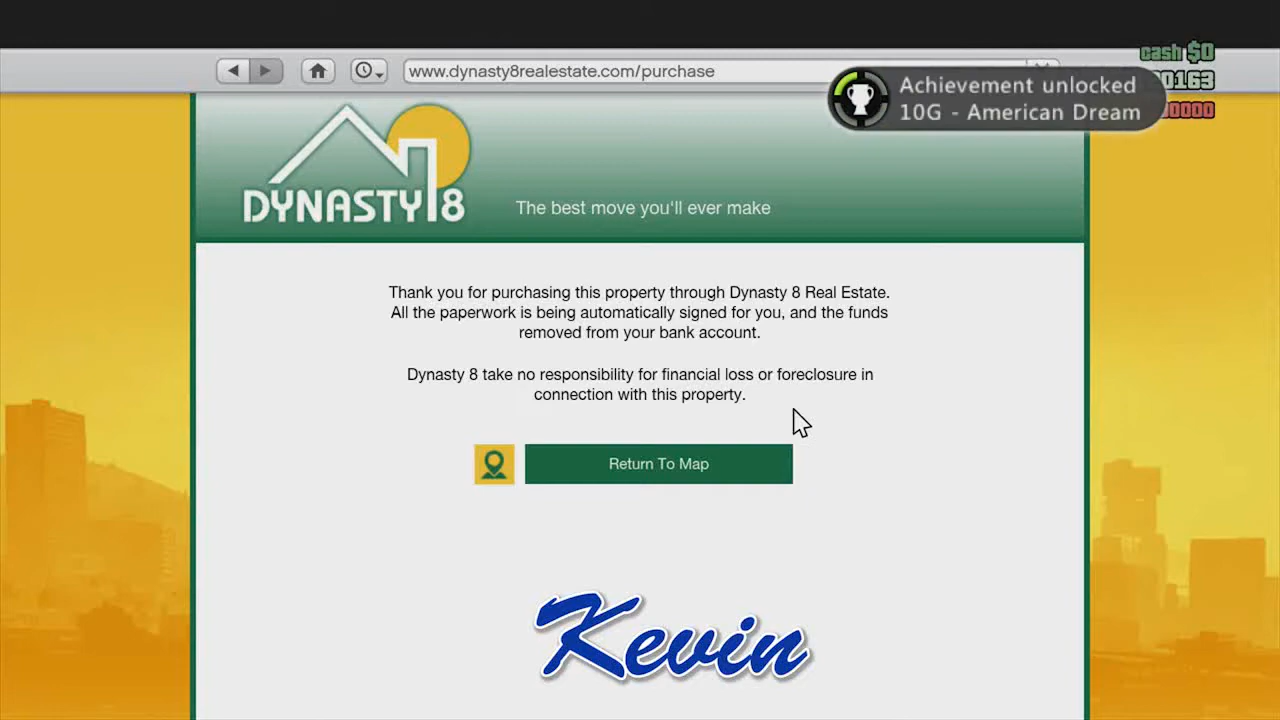 cash $0
www.dynasty8realestate.com/purchase
Achievement unlocked
10G - American Dream
DYNASTY 8
The best move you'll ever make
Thank you for purchasing this property through Dynasty 8 Real Estate.
All the paperwork is being automatically signed for you, and the funds
removed from your bank account.
Dynasty 8 take no responsibility for financial loss or foreclosure in
connection with this property.
Return To Map
Kevin